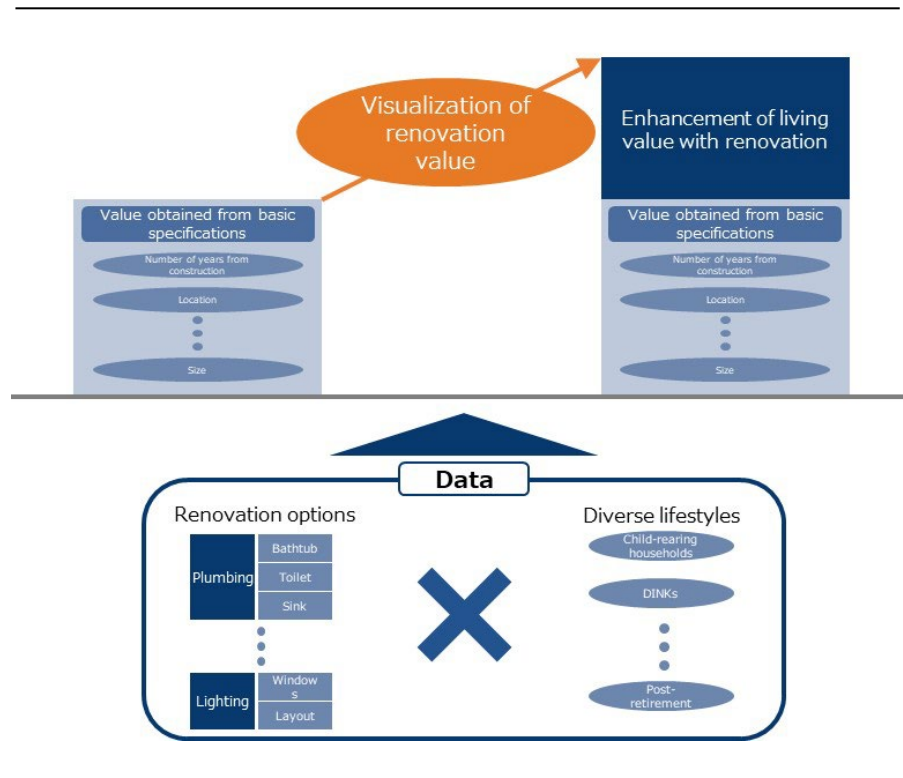 Visualization of
renovation
value
Enhancement of living
value with renovation
Value obtained from basic
specifications
Number of years from
construction
Location
Size
Value obtained from basic
specifications
Number of years from
construction
Location
Size
Data
Renovation options
Plumbing
Bathtub
Toilet
Sink
Lighting
Window
s
Layout
Diverse lifestyles
Child-rearing
households
DINKs
Post-
retirement